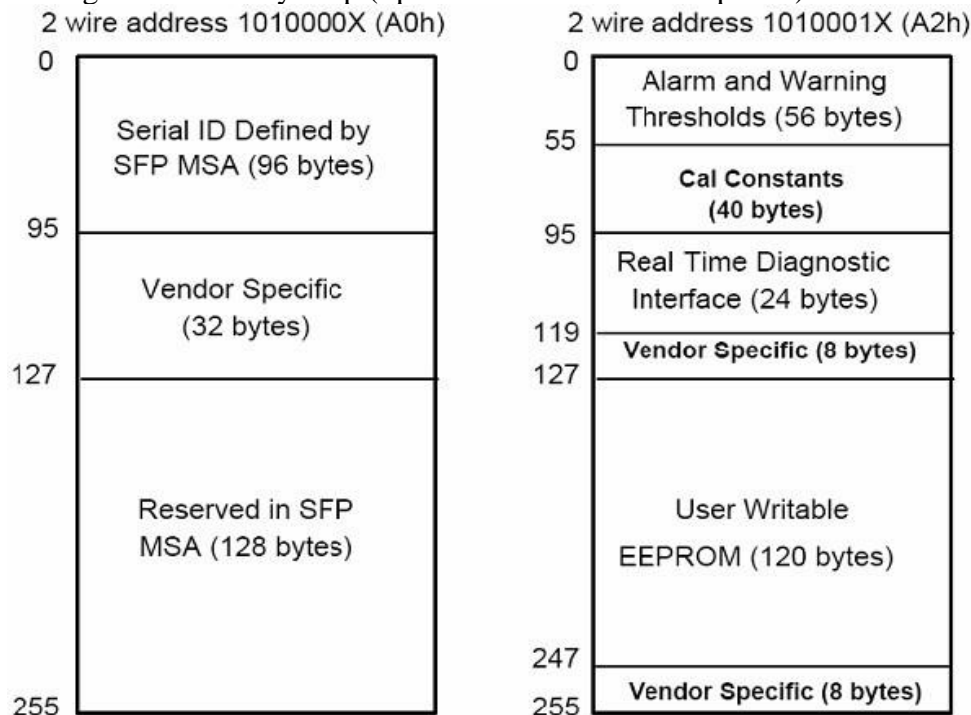 2 wire address 1010000X (A0h)
0
Serial ID Defined by
SFP MSA (96 bytes)
95
Vendor Specific
(32 bytes)
127
Reserved in SFP
MSA (128 bytes)
255
2 wire address 1010001X (A2h)
0
Alarm and Warning
Thresholds (56 bytes)
55
Cal Constants
(40 bytes)
95
Real Time Diagnostic
Interface (24 bytes)
119
Vendor Specific (8 bytes)
127
User Writable
EEPROM (120 bytes)
247
Vendor Specific (8 bytes)
255